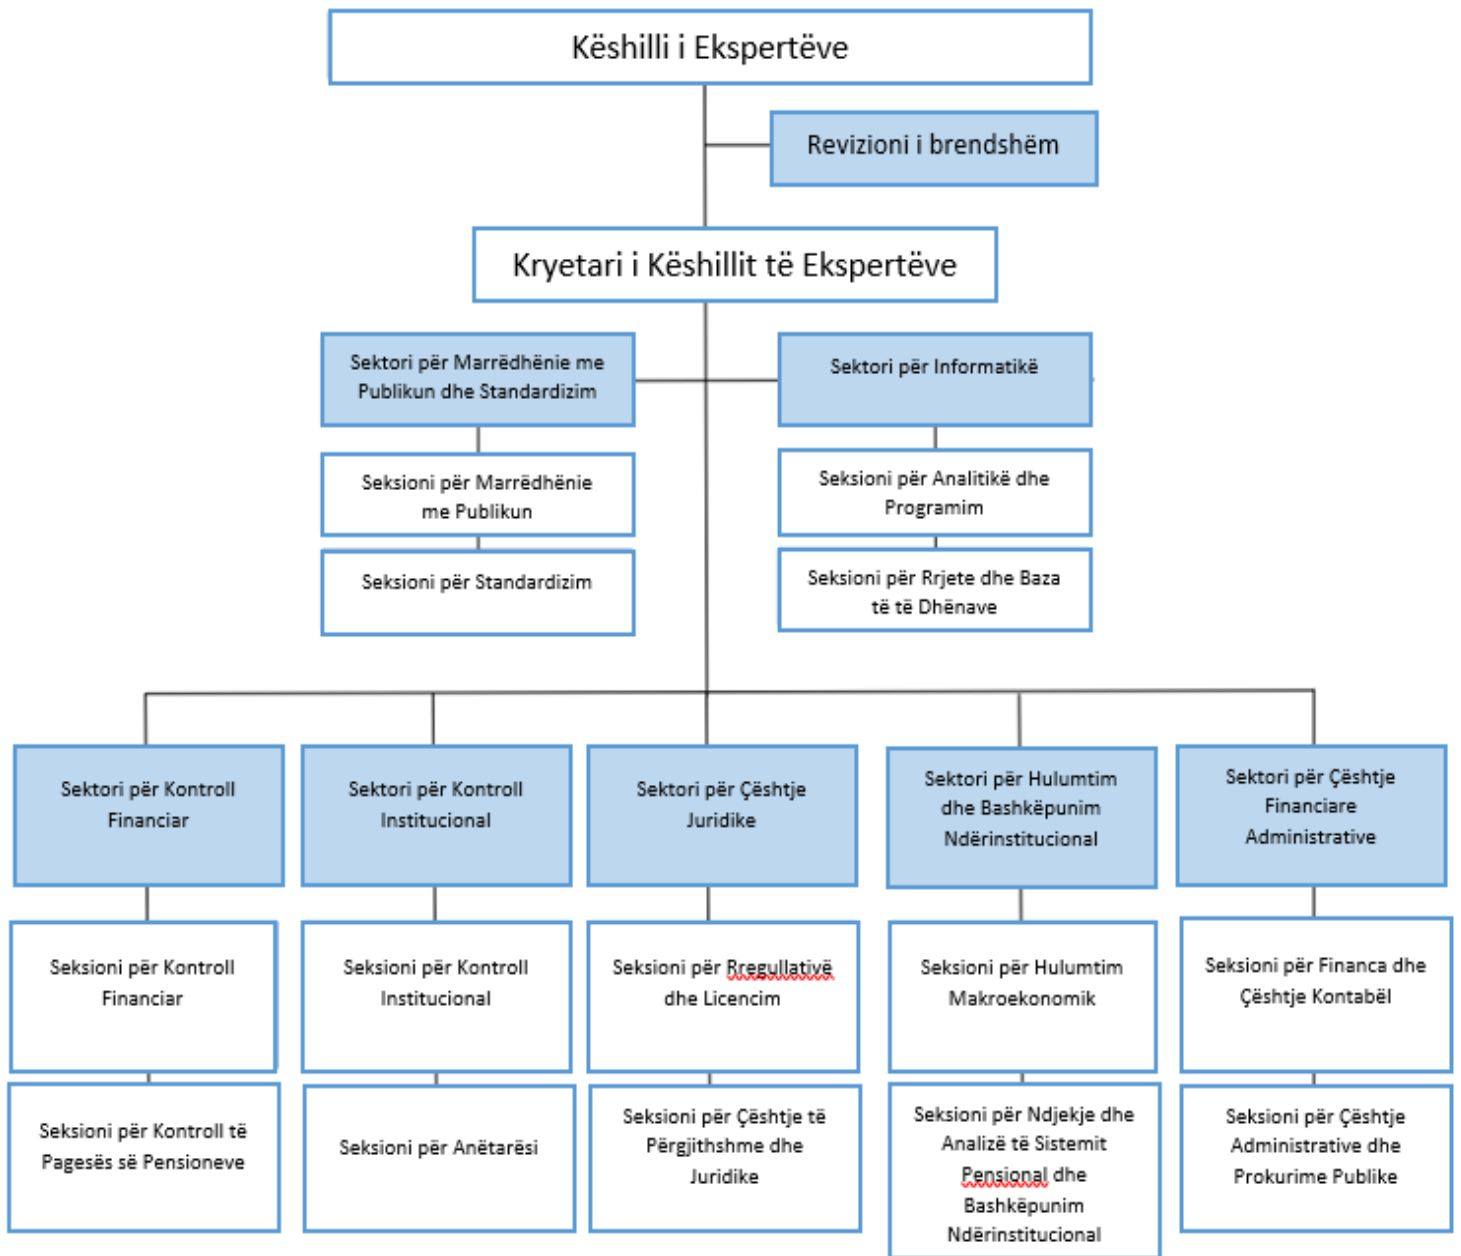 Këshilli i Ekspertëve
Revizioni i brendshëm
Kryetari i Këshillit të Ekspertëve
Sektori për Marrëdhënie me
Publikun dhe Standardizim
Sektori për Informatikë
Seksioni për Marrëdhënie
me Publikun
Seksioni për Analitikë dhe
Programim
Seksioni për Standardizim
Seksioni për Rrjete dhe Baza
të të Dhënave
Sektori për Kontroll
Financiar
Sektori për Kontroll
Institucional
Sektori për Çështje
Juridike
Sektori për Hulumtim
dhe Bashkëpunim
Ndërinstitucional
Sektori për Çështje
Financiare
Administrative
Seksioni për Kontroll
Financiar
Seksioni për Kontroll
Institucional
Seksioni për Rregullativë
dhe Licencim
Seksioni për Hulumtim
Makroekonomik
Seksioni për Financa dhe
Çështje Kontabël
Seksioni për Kontroll të
Pagesës së Pensioneve
Seksioni për Anëtarësi
Seksioni për Çështje të
Përgjithshme dhe
Juridike
Seksioni për Ndjekje dhe
Analizë të Sistemit
Pensional dhe
Bashkëpunim
Ndërinstitucional
Seksioni për Çështje
Administrative dhe
Prokurime Publike